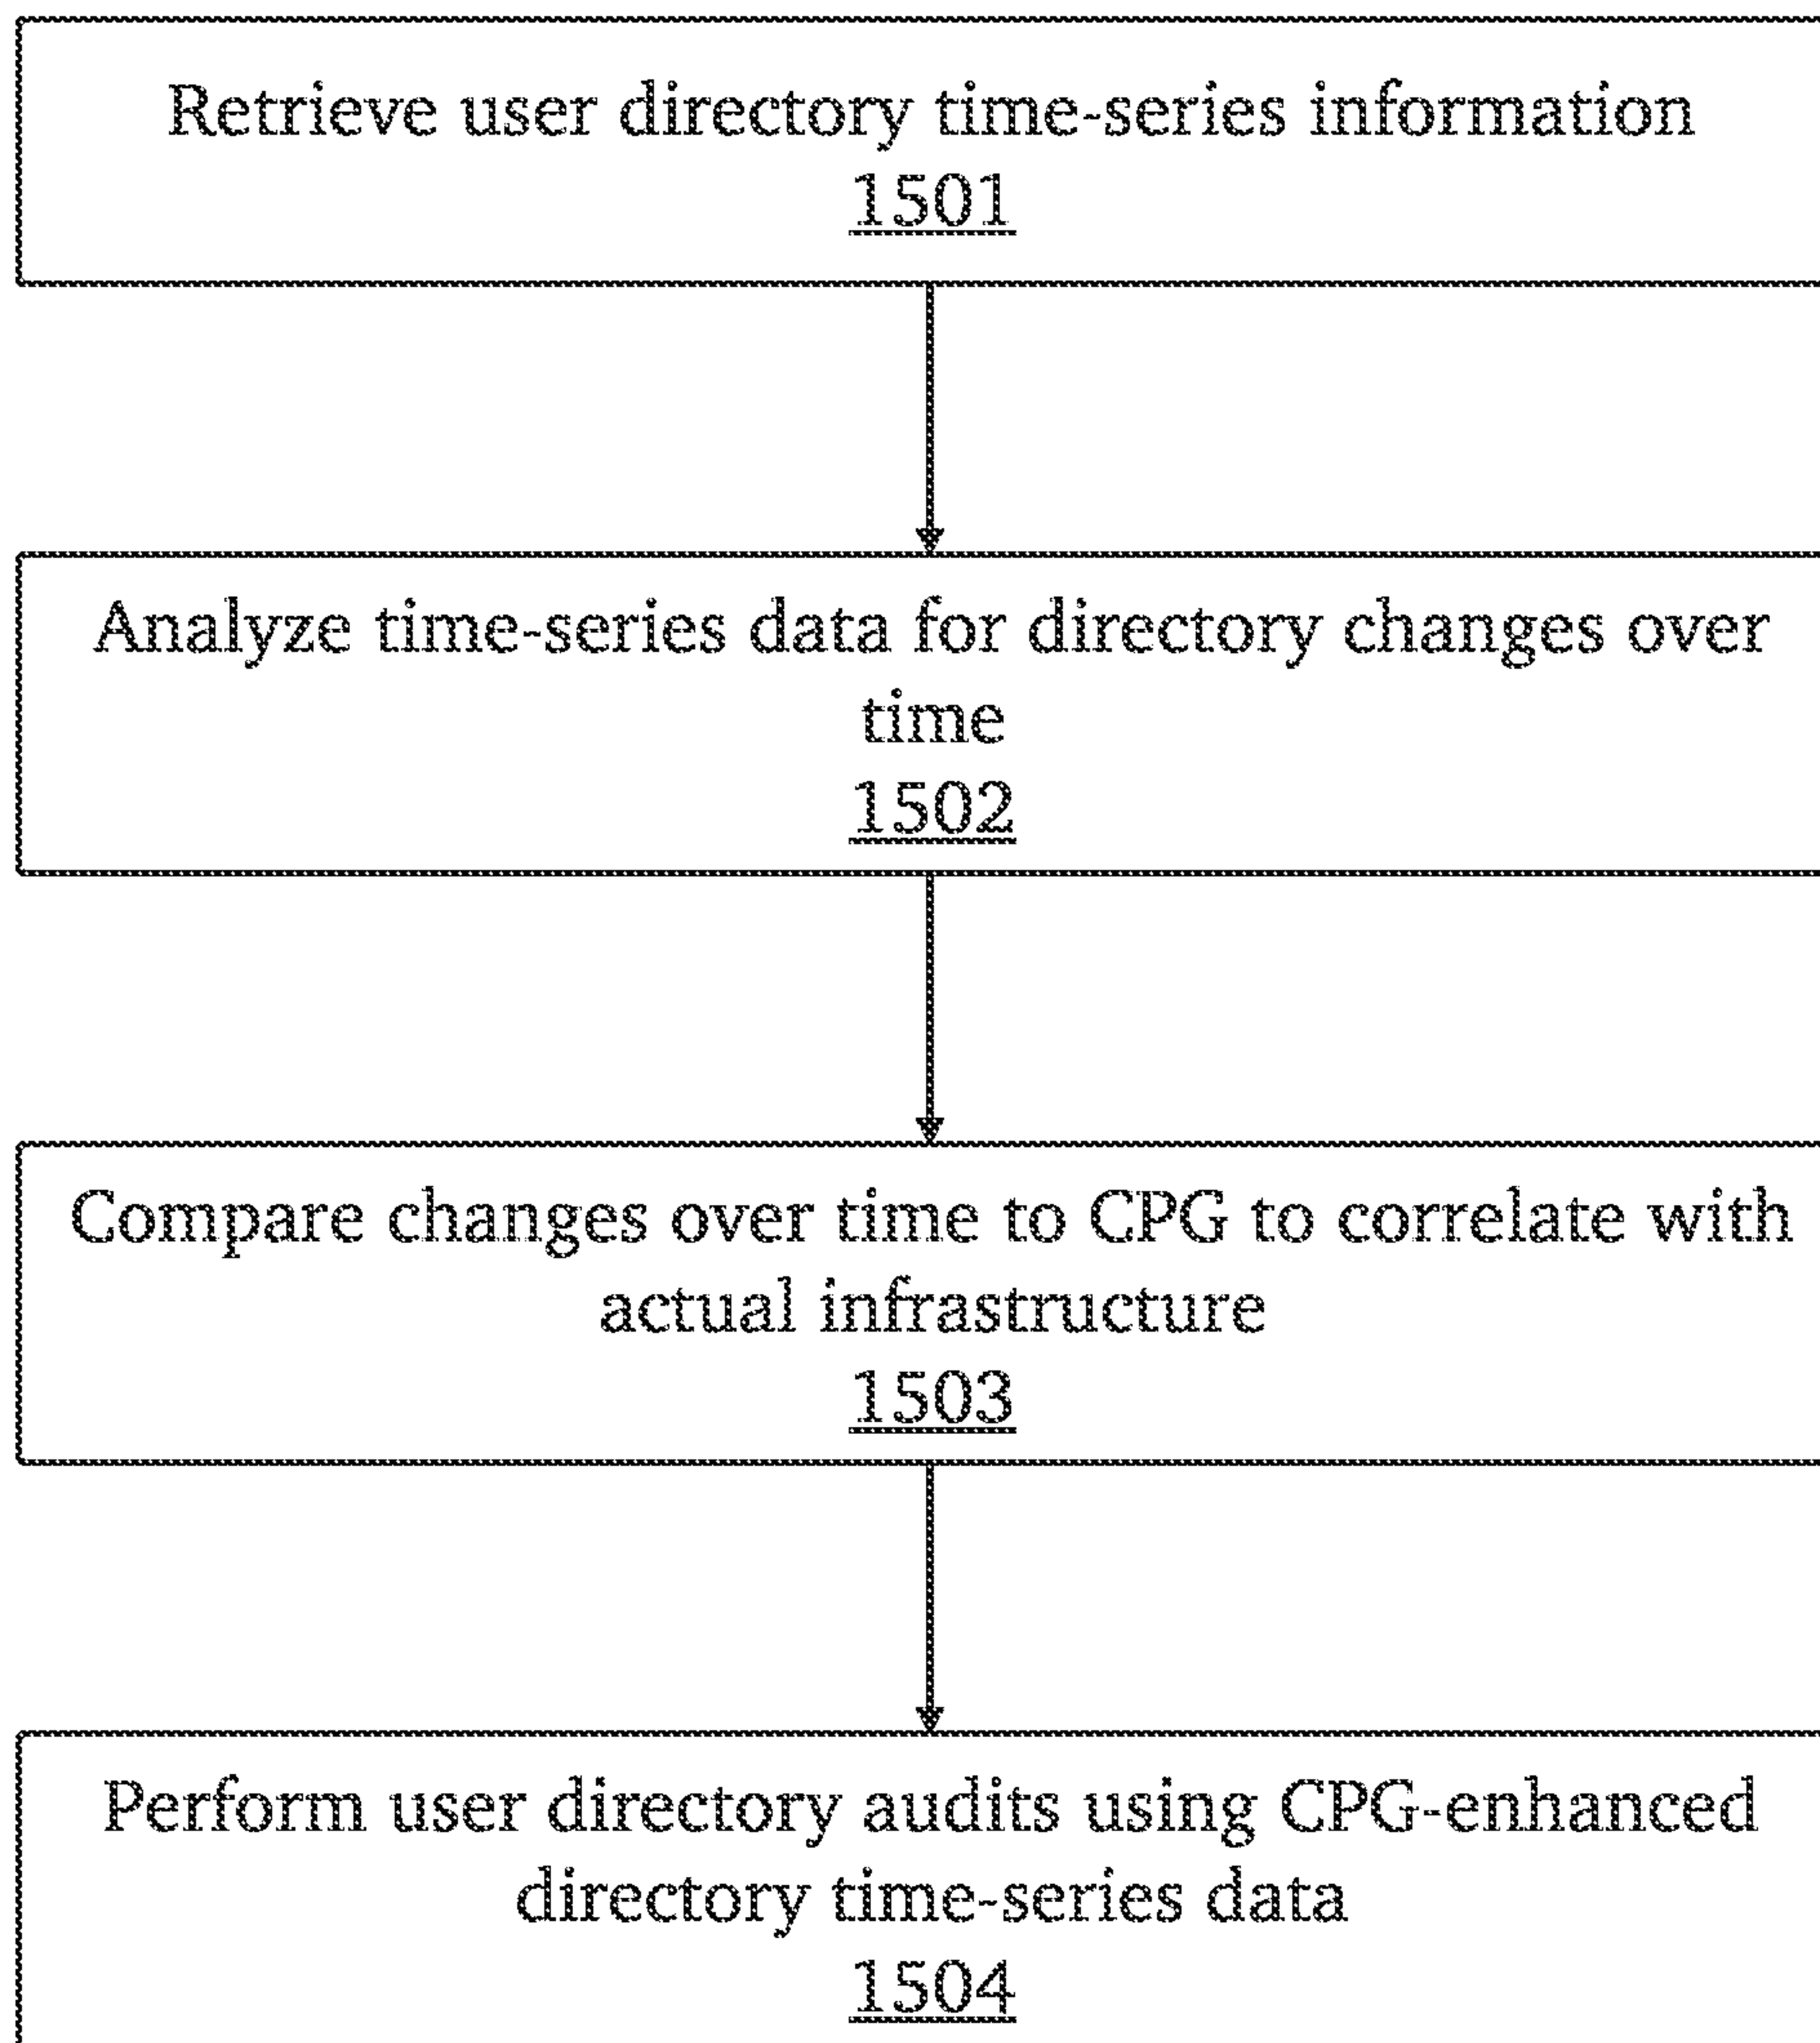 Retrieve user directory time-series information
1501
Analyze time-series data for directory changes over
time
1502
Compare changes over time to CPG to correlate with
actual infrastructure
1503
Perform user directory audits using CPG-enhanced
directory time-series data
1504